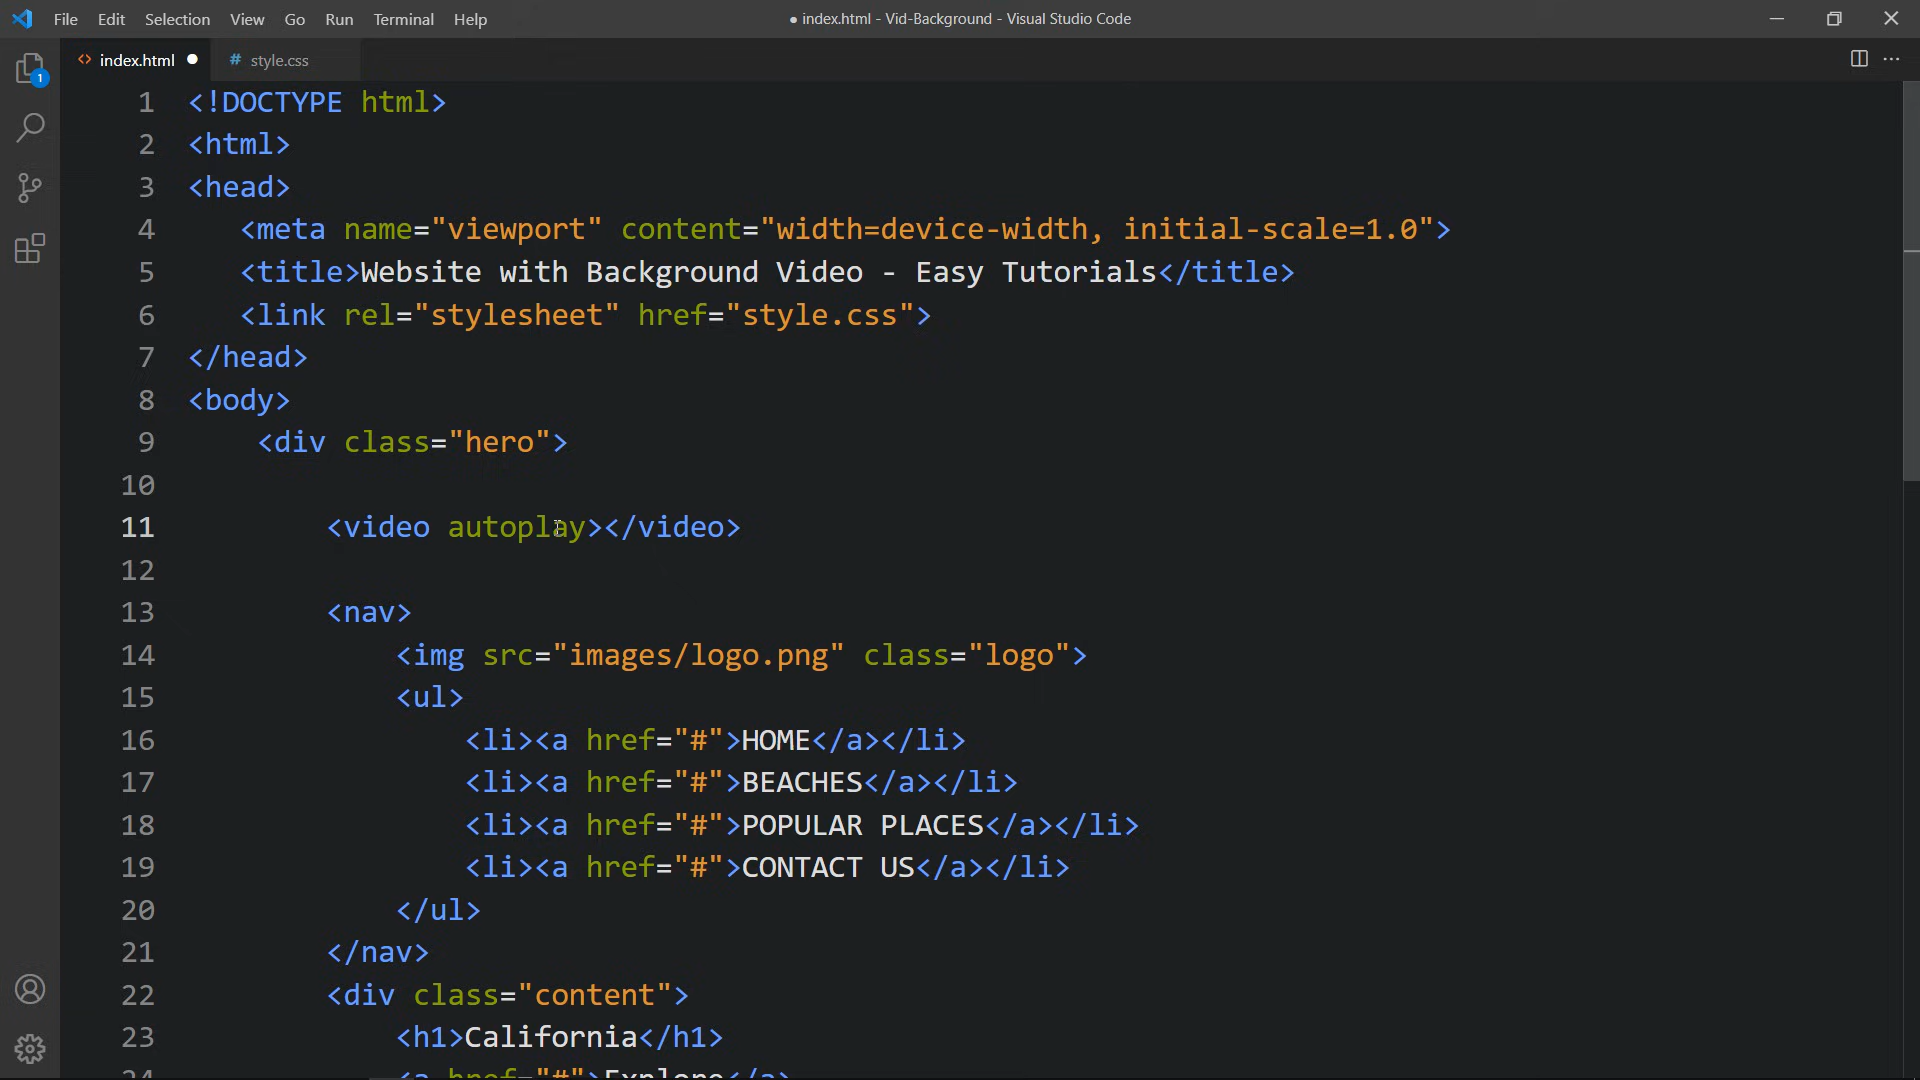 File Edit Selection View Go Run Terminal Help ● index.html - Vid-Background - Visual Studio Code
<> index.html ● # style.css ···
1
1 <!DOCTYPE html>
2 <html>
3 <head>
4 <meta name="viewport" content="width=device-width, initial-scale=1.0">
5 <title>Website with Background Video - Easy Tutorials</title>
6 <link rel="stylesheet" href="style.css">
7 </head>
8 <body>
9 <div class="hero">
10
11 <video autoplay></video>
12
13 <nav>
14 <img src="images/logo.png" class="logo">
15 <ul>
16 <li><a href="#">HOME</a></li>
17 <li><a href="#">BEACHES</a></li>
18 <li><a href="#">POPULAR PLACES</a></li>
19 <li><a href="#">CONTACT US</a></li>
20 </ul>
21 </nav>
22 <div class="content">
23 <h1>California</h1>
24 <a href="#">Explore</a>